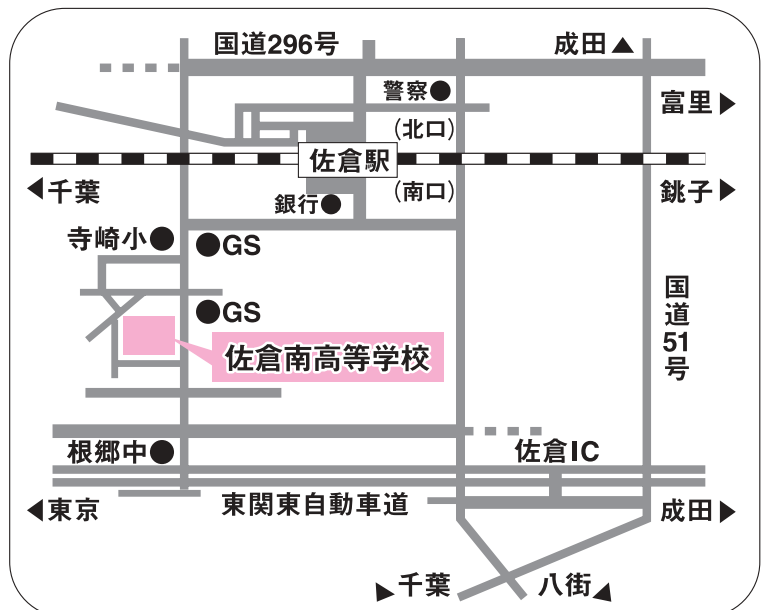 国道296号
成田▲
警察●
富里▶
(北口)
佐倉駅
◀千葉
(南口)
銚子▶
銀行●
寺崎小●
●GS
●GS
国道51号
佐倉南高等学校
根郷中●
佐倉IC
◀東京
東関東自動車道
成田▶
▶千葉
八街◀